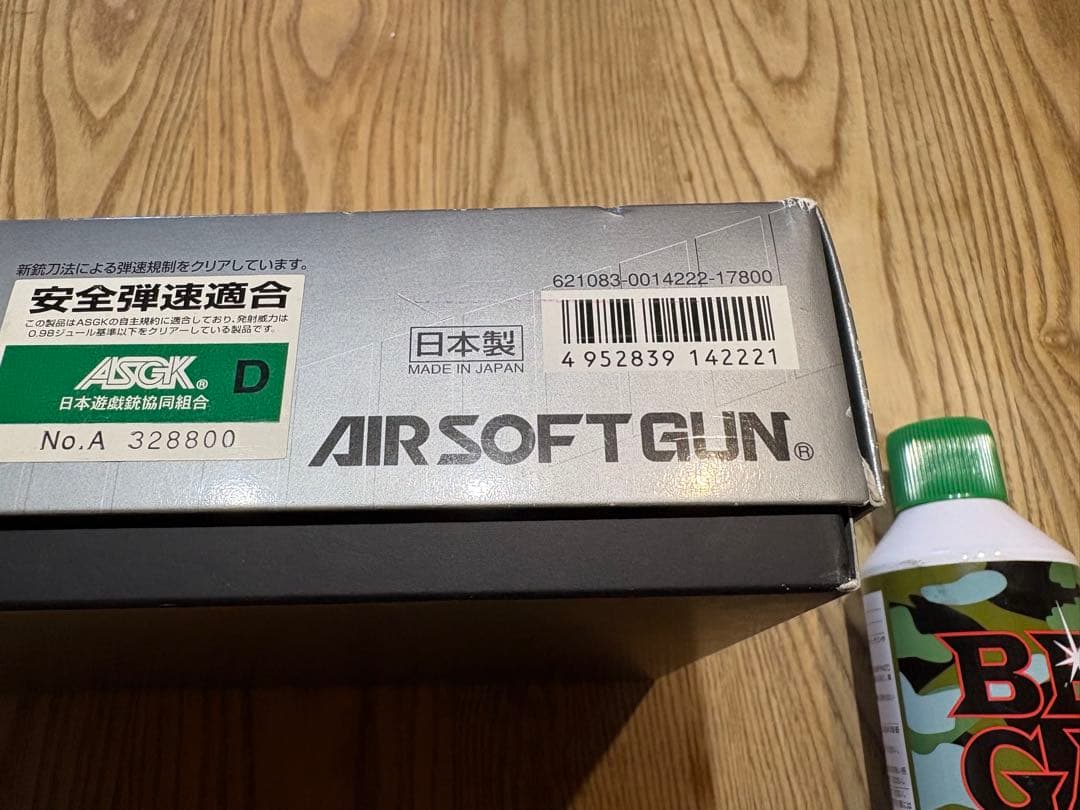 新銃刀法による弾速規制をクリアしています。
安全弾速適合
この製品はASGKの自主規約に適合しており、発射威力は
0.98ジュール基準以下をクリアーしている製品です。
ASGK® D
日本遊戯銃協同組合
No.A 328800
621083-0014222-17800
4 952839 142221
日本製
MADE IN JAPAN
AIRSOFTGUN®